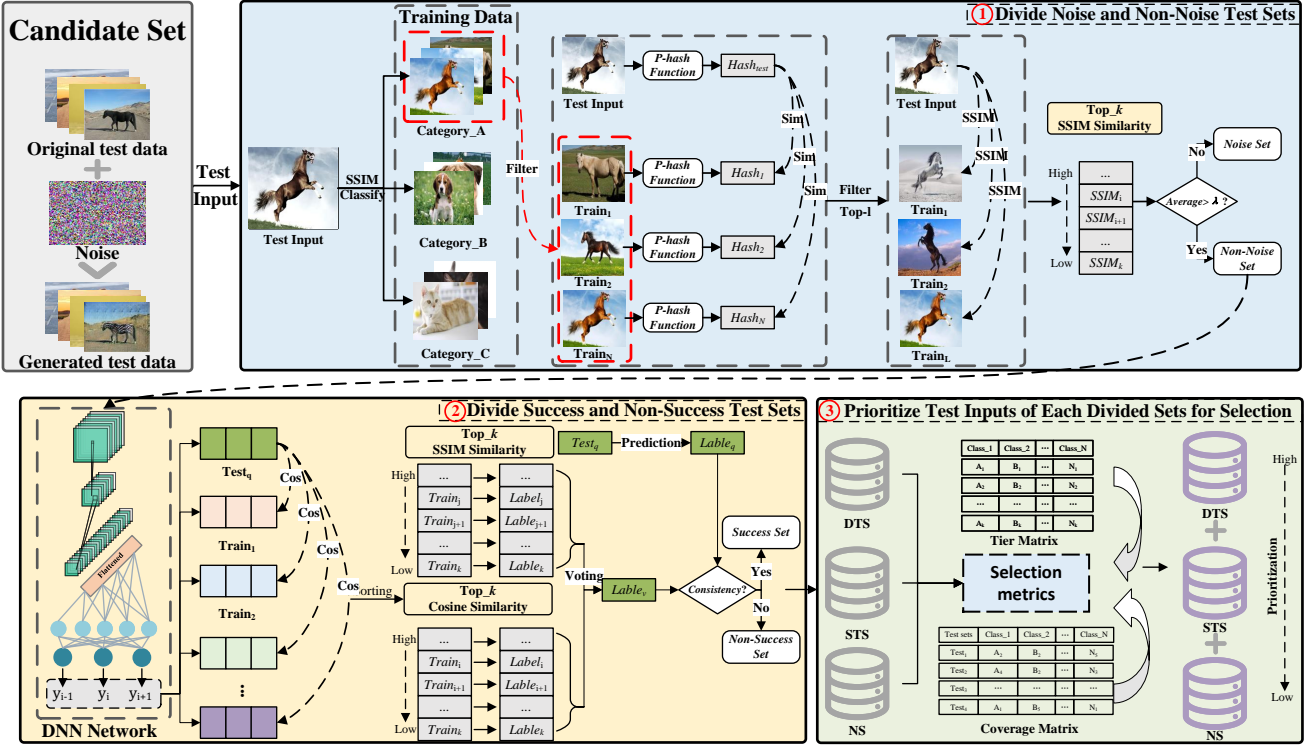 Candidate Set
Original test data
Noise
Generated test data
Test
Input
① Divide Noise and Non-Noise Test Sets
Training Data
Test Input
SSIM
Classify
Category_A
Category_B
Category_C
Filter
Test Input
P-hash
Function
Hash_test
Train_1
P-hash
Function
Hash_1
Train_2
P-hash
Function
Hash_2
Train_N
P-hash
Function
Hash_N
Sim
Sim
Sim
Filter
Top-l
Test Input
SSIM
SSIM
SSIM
Train_1
Train_2
Train_L
Top_k
SSIM Similarity
High
Low
...
SSIM_i
SSIM_i+1
...
SSIM_k
Average> λ ?
No
Noise Set
Yes
Non-Noise
Set
② Divide Success and Non-Success Test Sets
Flattened
y_i-1 y_i y_i+1
DNN Network
Test_q
Train_1
Train_2
...
Cos
Cos
Cos
Cos
orting
Top_k
SSIM Similarity
High
Low
... ...
Train_j Label_j
Train_j+1 Lable_j+1
... ...
Train_k Lable_k
Top_k
Cosine Similarity
High
Low
... ...
Train_i Label_i
Train_i+1 Lable_i+1
... ...
Train_k Lable_k
Test_q Prediction Lable_q
Voting
Lable_v
Consistency?
Success Set
Yes
No
Non-Success
Set
③ Prioritize Test Inputs of Each Divided Sets for Selection
DTS
STS
NS
Class_1 Class_2 ... Class_N
A_1 B_1 ... N_1
A_2 B_2 ... N_2
... ... ... ...
A_k B_k ... N_k
Tier Matrix
Selection
metrics
Test sets Class_1 Class_2 ... Class_N
Test_1 A_2 B_2 ... N_5
Test_2 A_4 B_2 ... N_3
Test_3 ... ... ... ...
Test_4 A_1 B_5 ... N_1
Coverage Matrix
DTS
STS
NS
High
Prioritization
Low